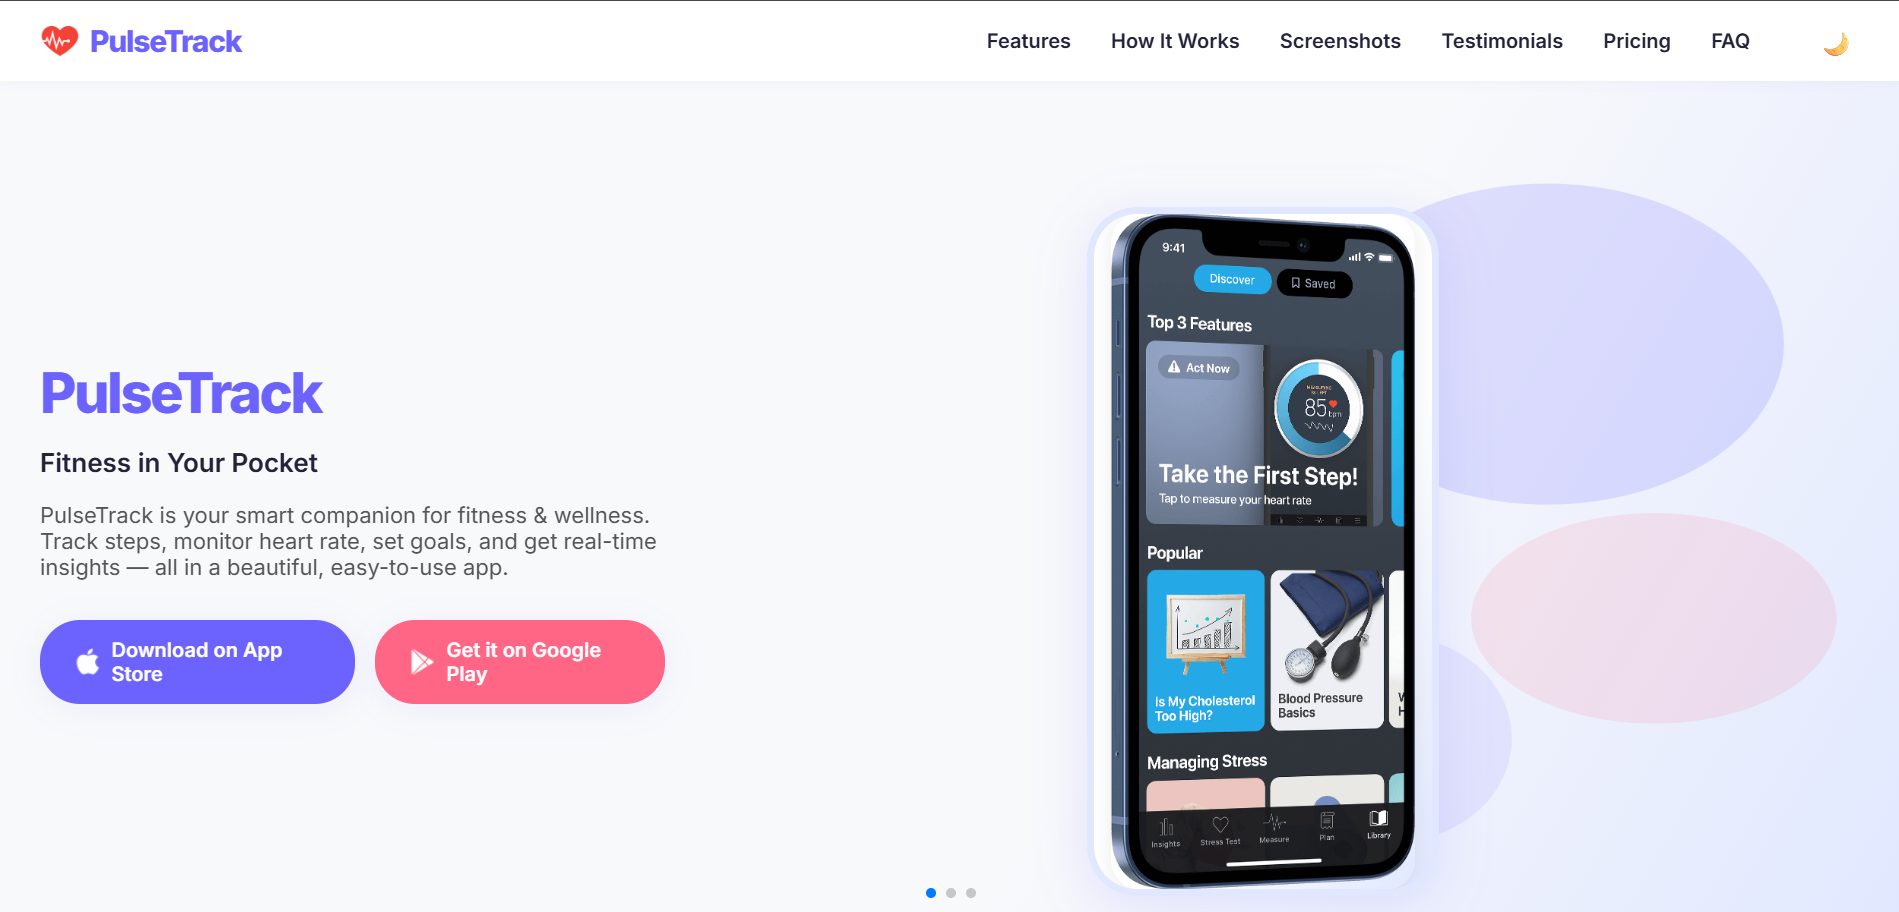 PulseTrack
Features
How It Works
Screenshots
Testimonials
Pricing
FAQ
PulseTrack
Fitness in Your Pocket
PulseTrack is your smart companion for fitness & wellness.
Track steps, monitor heart rate, set goals, and get real-time
insights — all in a beautiful, easy-to-use app.
Download on App
Store
Get it on Google
Play
9:41
Discover
Saved
Top 3 Features
Act Now
85 bpm
Take the First Step!
Tap to measure your heart rate
Popular
Is My Cholesterol
Too High?
Blood Pressure
Basics
Managing Stress
Insights
Stress Test
Measure
Plan
Library